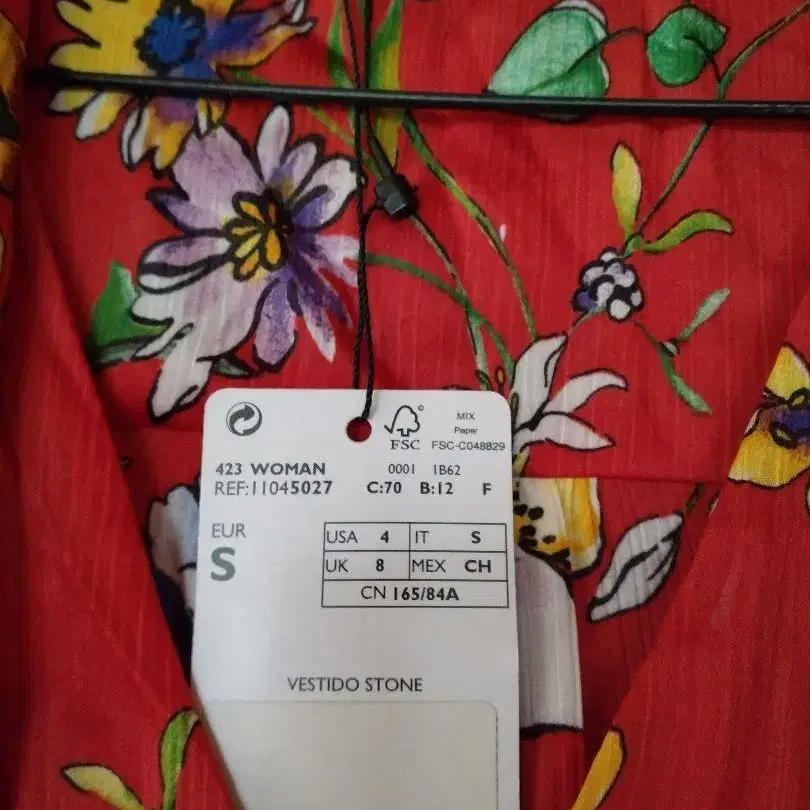 FSC
MIX
Paper
FSC-C048829
423 WOMAN 0001 1B62
REF:11045027 C:70 B:12 F
EUR
S
USA 4 IT S
UK 8 MEX CH
CN 165/84A
VESTIDO STONE